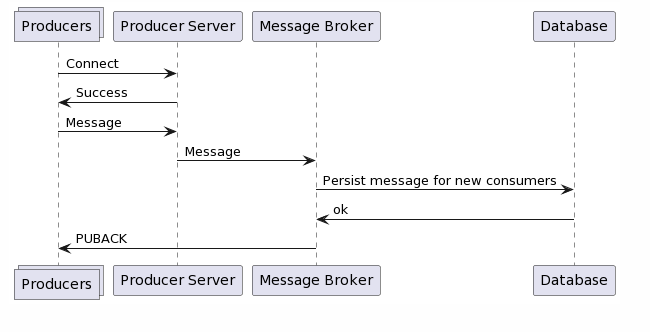 Producers
Producer Server
Message Broker
Database
Connect
Success
Message
Message
Persist message for new consumers
ok
PUBACK
Producers
Producer Server
Message Broker
Database